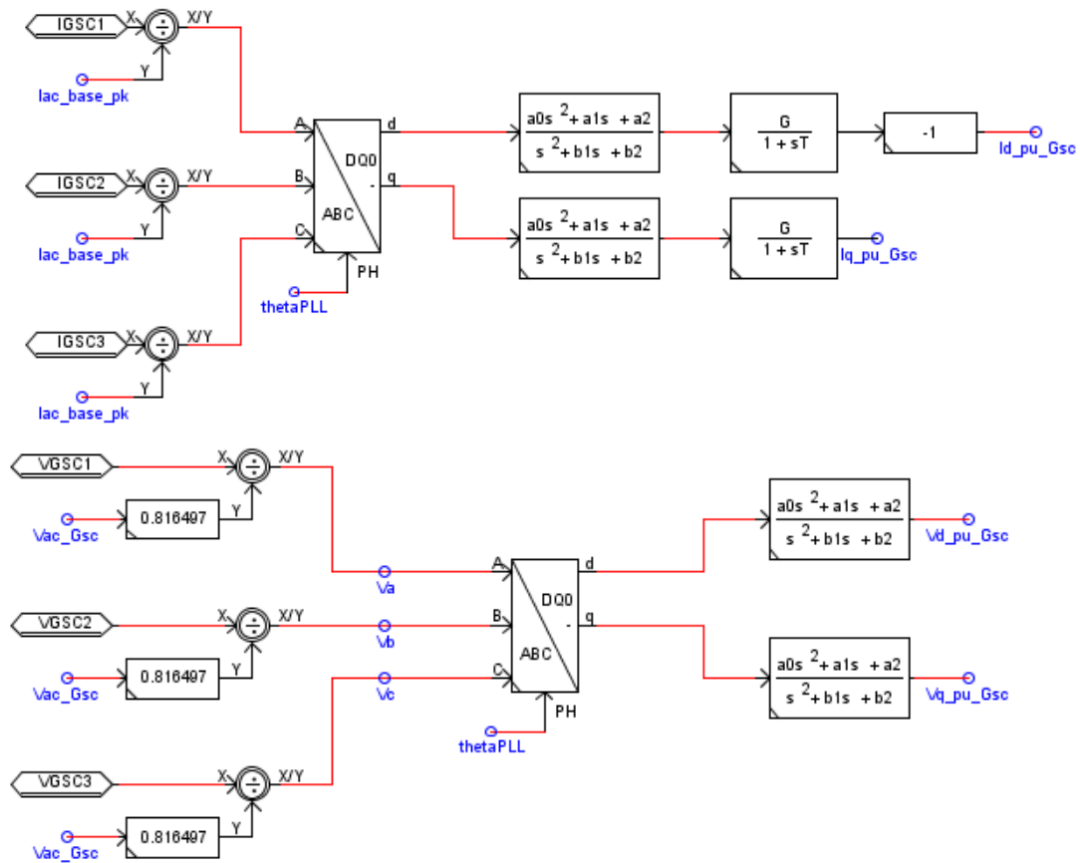 IGSC1 X X/Y
Y
Iac_base_pk
A d a0s 2+ a1s + a2 G
DQ0 s 2+ b1s + b2 1 + sT -1 Id_pu_Gsc
IGSC2 X X/Y B - q
Y ABC a0s 2+ a1s + a2 G
Iac_base_pk C s 2+ b1s + b2 1 + sT Iq_pu_Gsc
PH
thetaPLL
IGSC3 X X/Y
Y
Iac_base_pk
VGSC1 X X/Y
0.816497 Y a0s 2+ a1s + a2
Vac_Gsc s 2+ b1s + b2 Vd_pu_Gsc
A d
Va DQ0
VGSC2 X X/Y B - q
Vb
0.816497 Y ABC a0s 2+ a1s + a2
Vac_Gsc Vc C s 2+ b1s + b2 Vq_pu_Gsc
PH
thetaPLL
VGSC3 X X/Y
0.816497 Y
Vac_Gsc